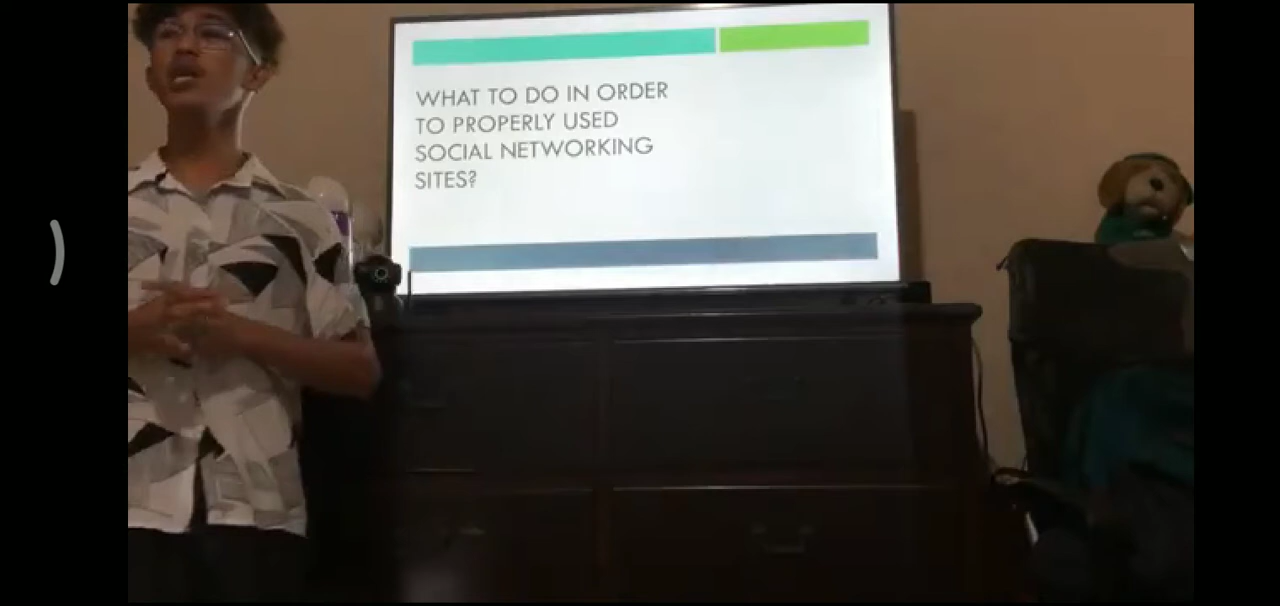 WHAT TO DO IN ORDER
TO PROPERLY USED
SOCIAL NETWORKING
SITES?